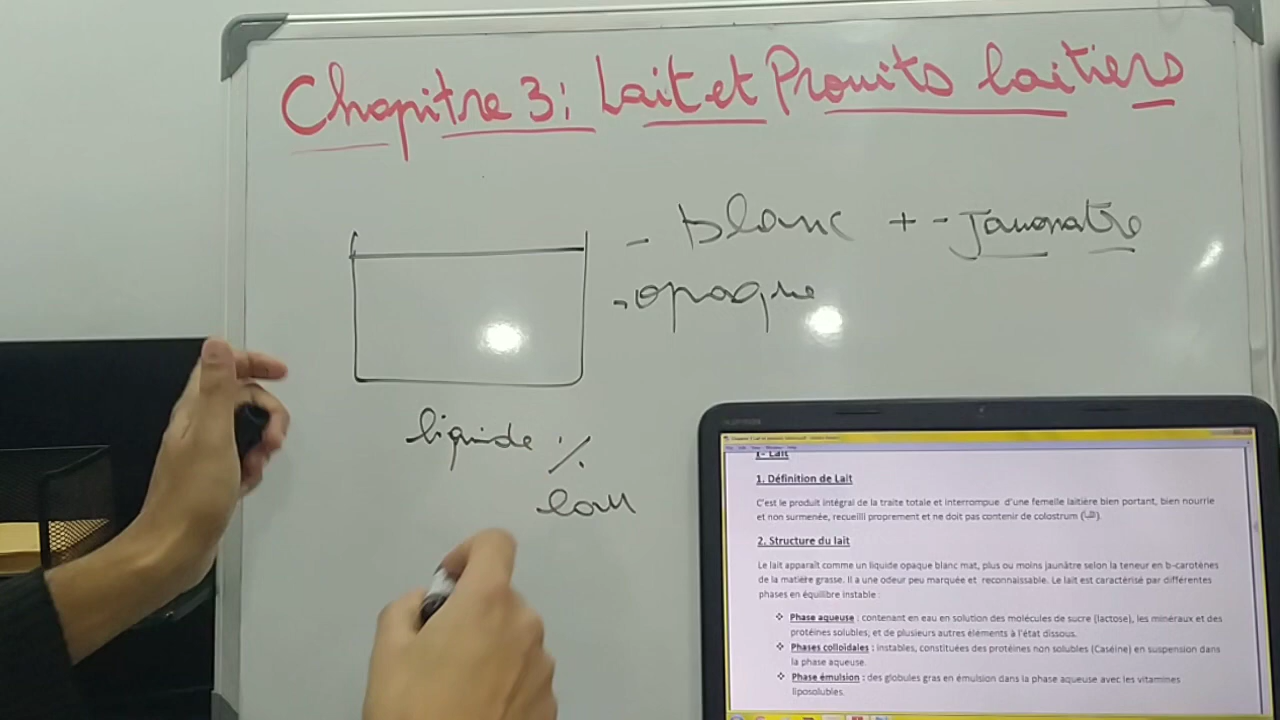 Chapitre 3: Lait et Prouits laitiers
- blanc + - Jaunatre
- opaque
liquide %
eau
1- Lait
1. Définition de Lait
C'est le produit intégral de la traite totale et interrompue d'une femelle laitière bien portant, bien nourrie
et non surmenée, recueilli proprement et ne doit pas contenir de colostrum (اللبأ).
2. Structure du lait
Le lait apparaît comme un liquide opaque blanc mat, plus ou moins jaunâtre selon la teneur en b-carotènes
de la matière grasse. Il a une odeur peu marquée et reconnaissable. Le lait est caractérisé par différentes
phases en équilibre instable :
❖ Phase aqueuse : contenant en eau en solution des molécules de sucre (lactose), les minéraux et des
protéines solubles, et de plusieurs autres éléments à l'état dissous.
❖ Phases colloïdales : instables, constituées des protéines non solubles (Caséine) en suspension dans
la phase aqueuse.
❖ Phase émulsion : des globules gras en émulsion dans la phase aqueuse avec les vitamines
liposolubles.